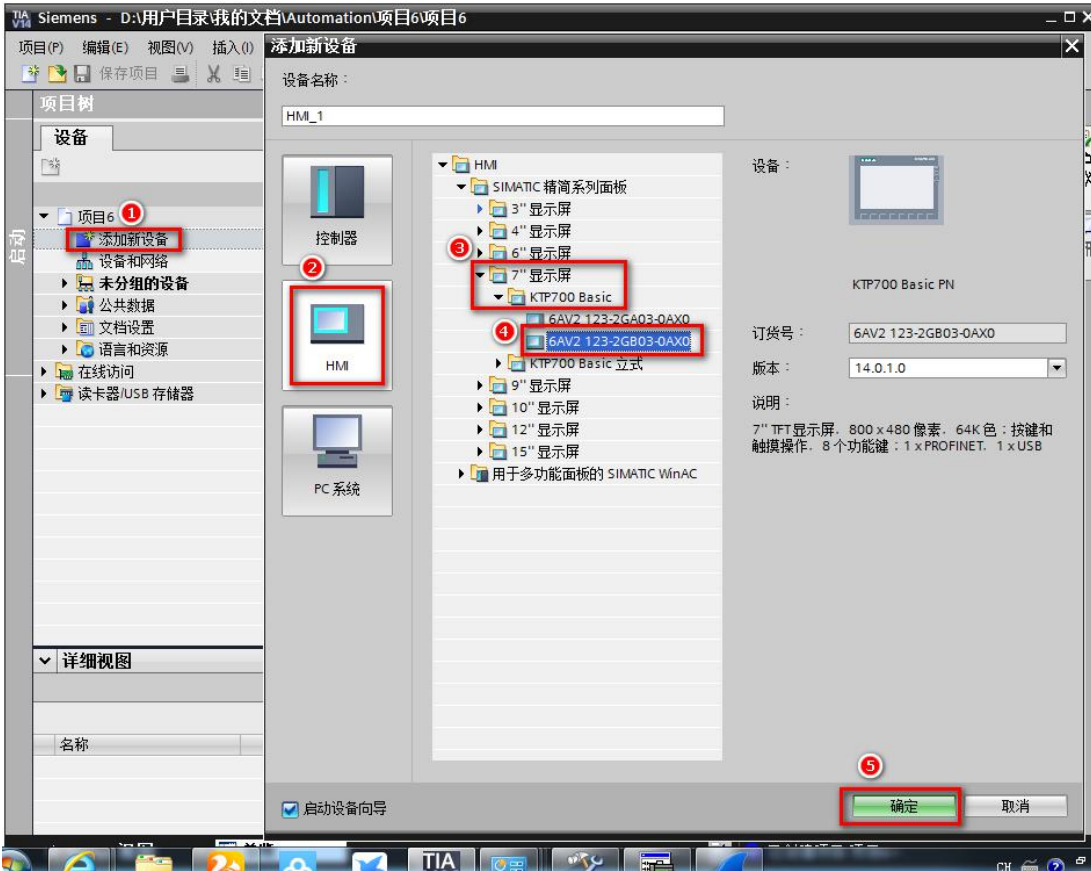 TIA V14 Siemens - D:\用户目录\我的文档\Automation\项目6\项目6
项目(P) 编辑(E) 视图(V) 插入(I)
保存项目
添加新设备
设备名称：
HMI_1
项目树
设备
启动
项目6 1
添加新设备
设备和网络
未分组的设备
公共数据
文档设置
语言和资源
在线访问
读卡器/USB 存储器
详细视图
名称
控制器
2
HMI
PC 系统
HMI
SIMATIC 精简系列面板
3" 显示屏
4" 显示屏
3 6" 显示屏
7" 显示屏
KTP700 Basic
6AV2 123-2GA03-0AX0
4 6AV2 123-2GB03-0AX0
KTP700 Basic 立式
9" 显示屏
10" 显示屏
12" 显示屏
15" 显示屏
用于多功能面板的 SIMATIC WinAC
设备：
KTP700 Basic PN
订货号： 6AV2 123-2GB03-0AX0
版本： 14.0.1.0
说明：
7" TFT 显示屏．800 x 480 像素．64K 色；按键和
触摸操作．8 个功能键；1 x PROFINET．1 x USB
5
启动设备向导
确定 取消
TIA
CH